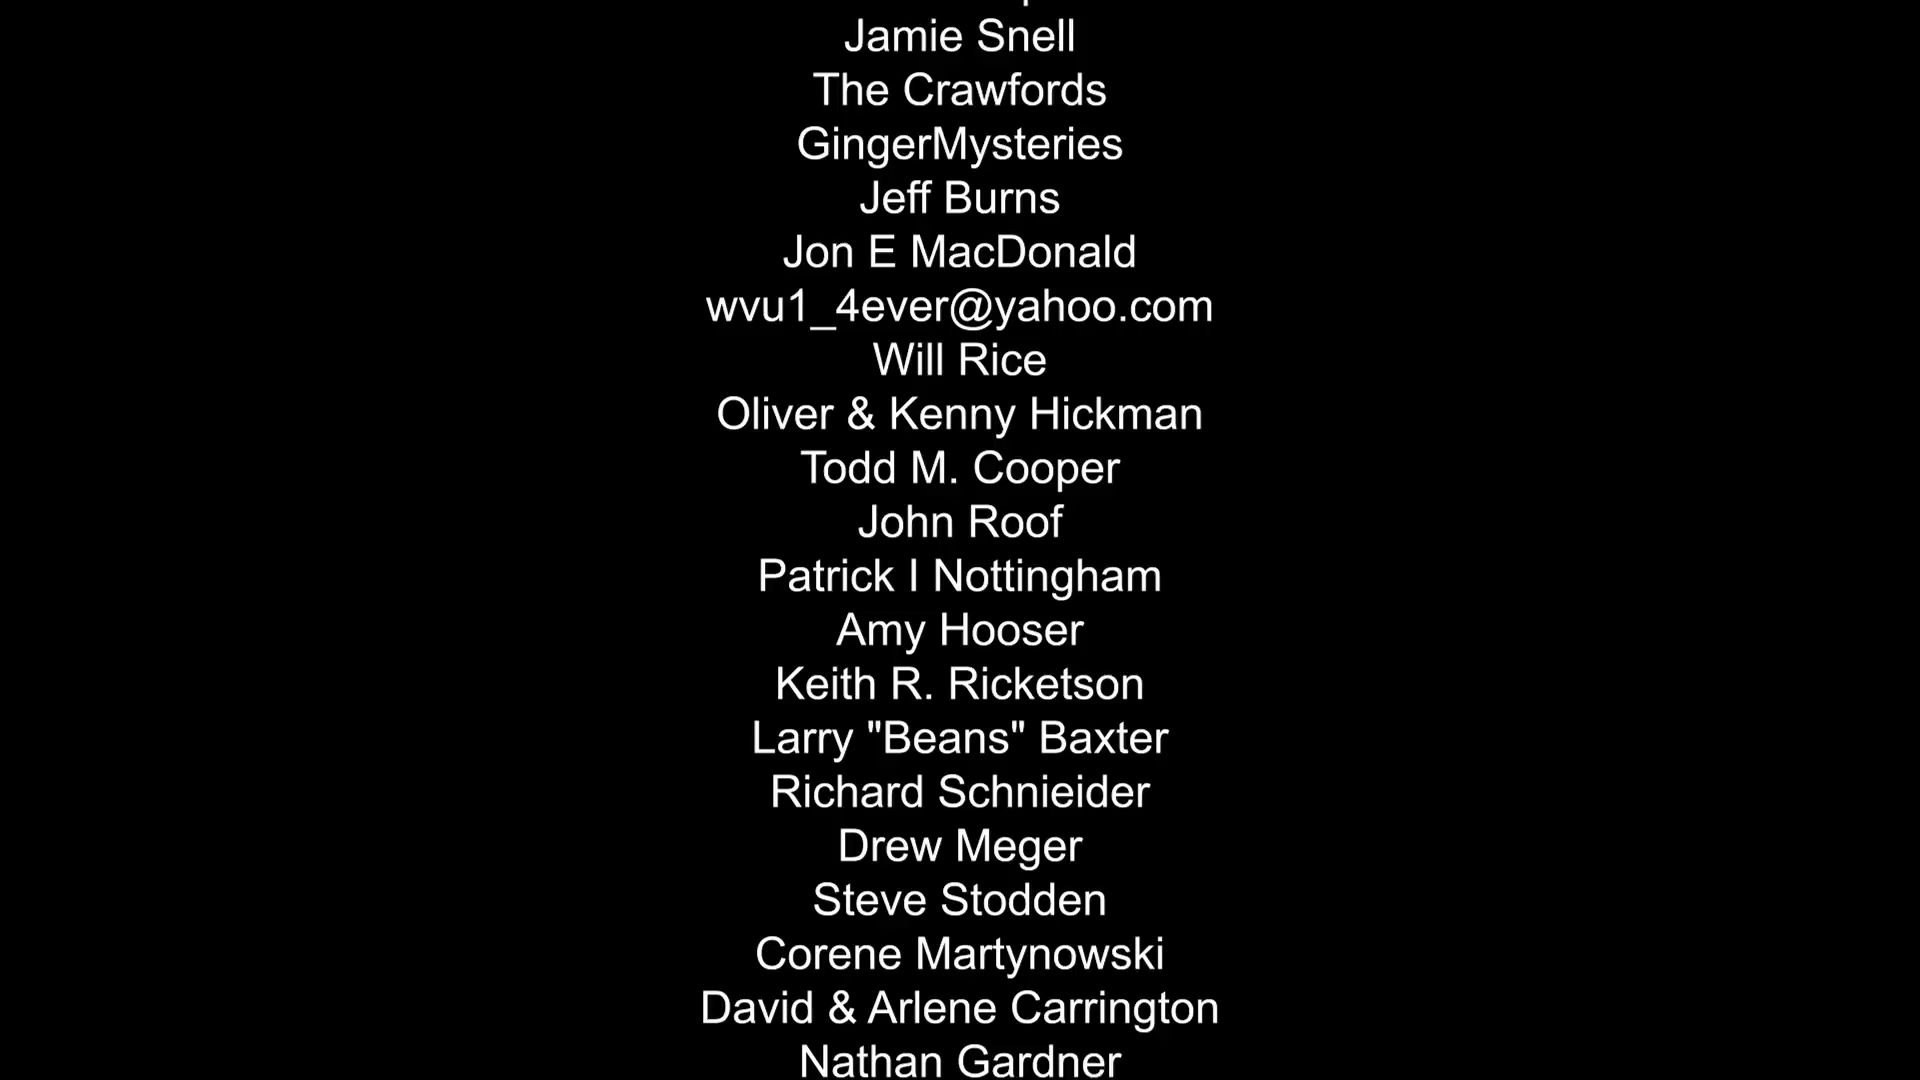 Jamie Snell
The Crawfords
GingerMysteries
Jeff Burns
Jon E MacDonald
wvu1_4ever@yahoo.com
Will Rice
Oliver & Kenny Hickman
Todd M. Cooper
John Roof
Patrick I Nottingham
Amy Hooser
Keith R. Ricketson
Larry "Beans" Baxter
Richard Schnieider
Drew Meger
Steve Stodden
Corene Martynowski
David & Arlene Carrington
Nathan Gardner